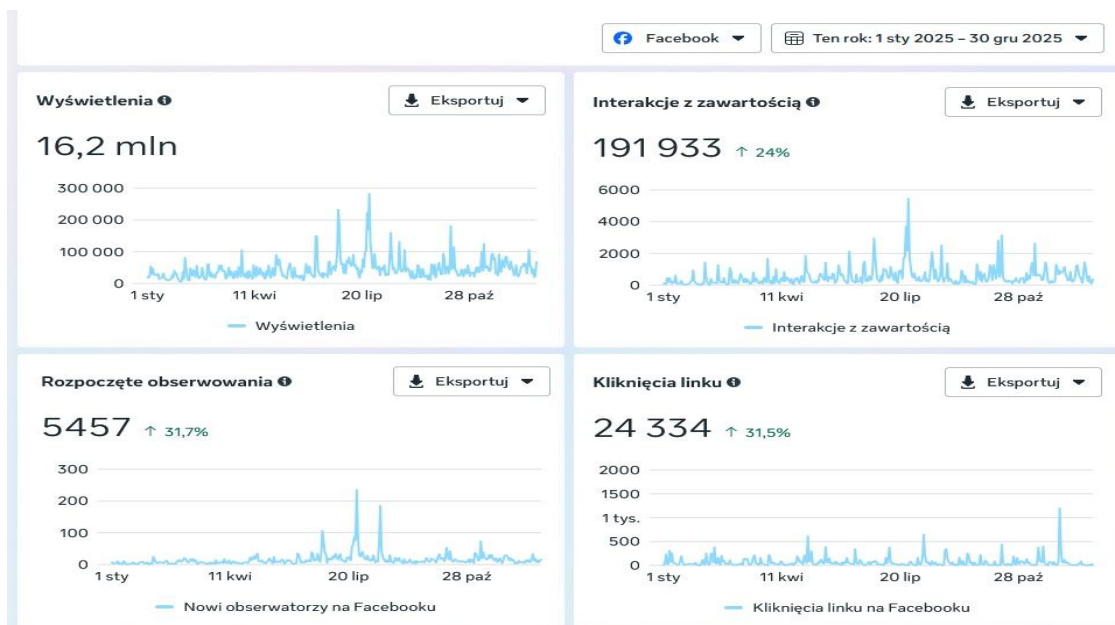 Facebook
Ten rok: 1 sty 2025 – 30 gru 2025
Wyświetlenia
Eksportuj
16,2 mln
300 000
200 000
100 000
0
1 sty
11 kwi
20 lip
28 paź
Wyświetlenia
Interakcje z zawartością
Eksportuj
191 933 ↑ 24%
6000
4000
2000
0
1 sty
11 kwi
20 lip
28 paź
Interakcje z zawartością
Rozpoczęte obserwowania
Eksportuj
5457 ↑ 31,7%
300
200
100
0
1 sty
11 kwi
20 lip
28 paź
Nowi obserwatorzy na Facebooku
Kliknięcia linku
Eksportuj
24 334 ↑ 31,5%
2000
1500
1 tys.
500
0
1 sty
11 kwi
20 lip
28 paź
Kliknięcia linku na Facebooku